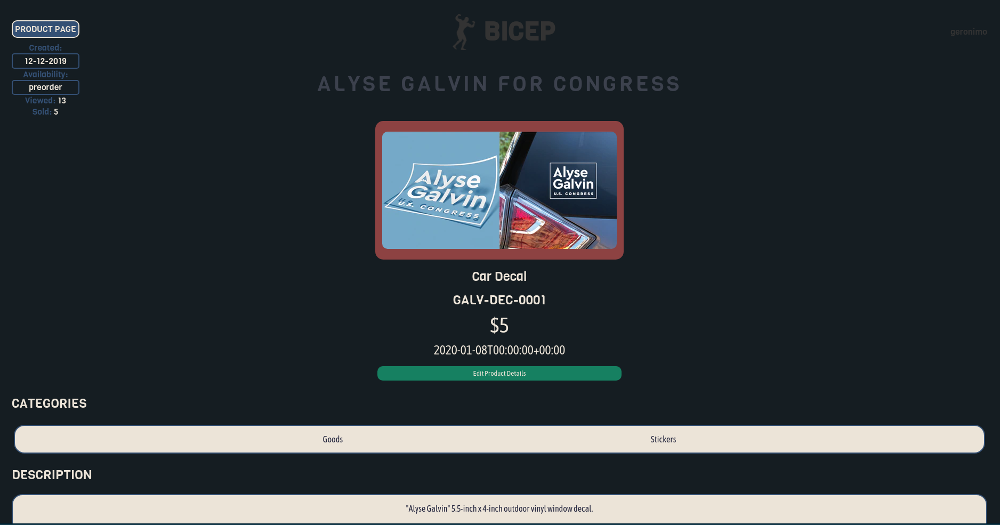 PRODUCT PAGE
Created:
12-12-2019
Availability:
preorder
Viewed: 13
Sold: 5
BICEP
geronimo
ALYSE GALVIN FOR CONGRESS
Alyse
Galvin
U.S. CONGRESS
Alyse
Galvin
U.S. CONGRESS
Car Decal
GALV-DEC-0001
$5
2020-01-08T00:00:00+00:00
Edit Product Details
CATEGORIES
Goods
Stickers
DESCRIPTION
"Alyse Galvin" 5.5-inch x 4-inch outdoor vinyl window decal.